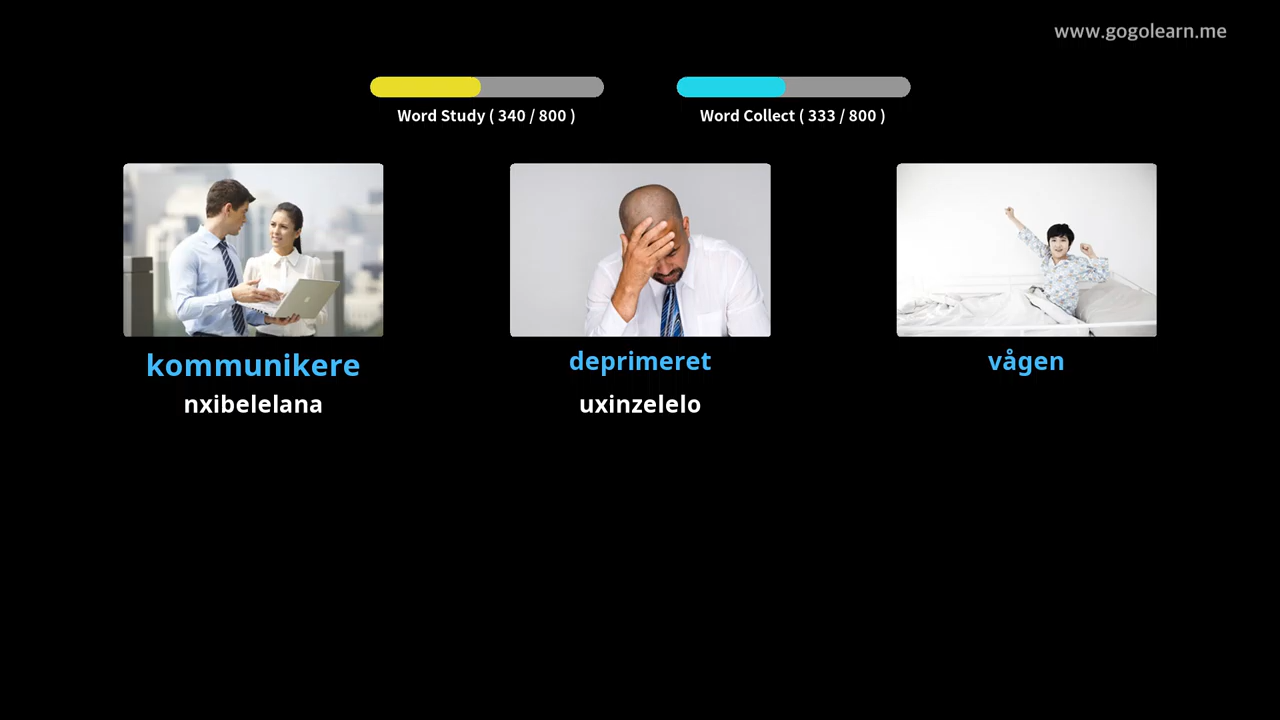 www.gogolearn.me
Word Study ( 340 / 800 )
Word Collect ( 333 / 800 )
kommunikere
deprimeret
vågen
nxibelelana
uxinzelelo